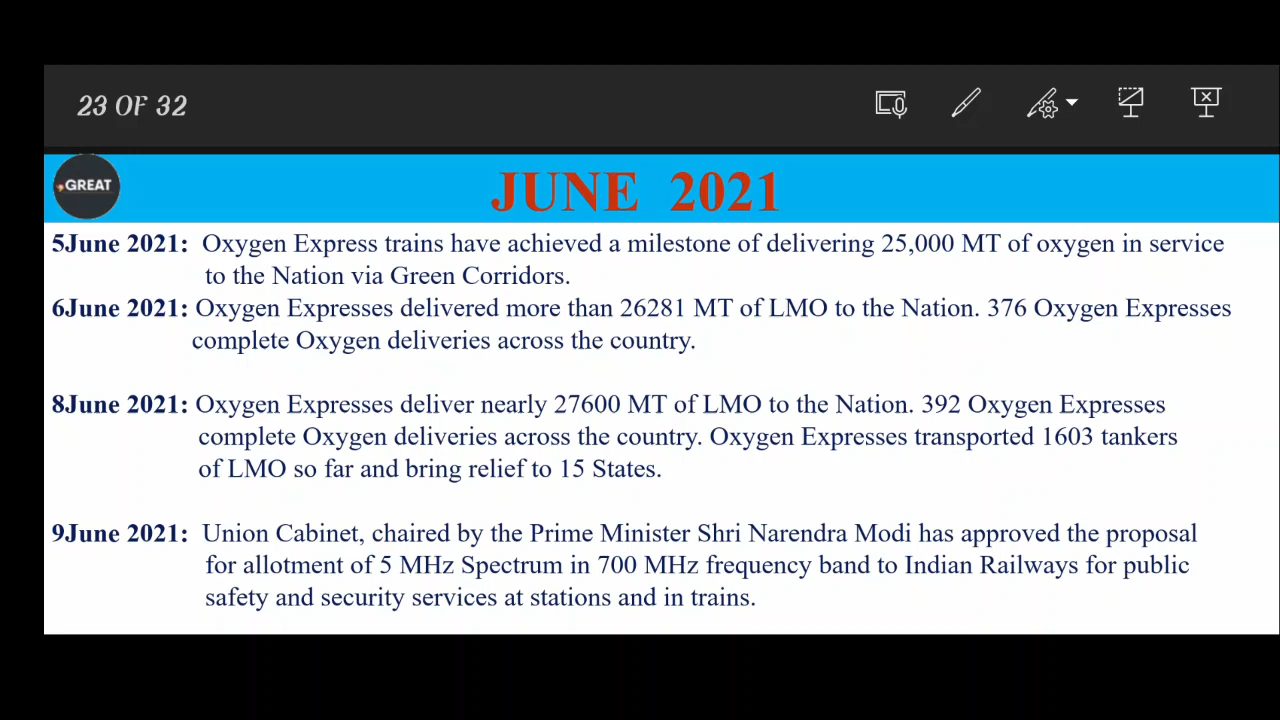 23 OF 32
GREAT
JUNE 2021
5June 2021: Oxygen Express trains have achieved a milestone of delivering 25,000 MT of oxygen in service
to the Nation via Green Corridors.
6June 2021: Oxygen Expresses delivered more than 26281 MT of LMO to the Nation. 376 Oxygen Expresses
complete Oxygen deliveries across the country.
8June 2021: Oxygen Expresses deliver nearly 27600 MT of LMO to the Nation. 392 Oxygen Expresses
complete Oxygen deliveries across the country. Oxygen Expresses transported 1603 tankers
of LMO so far and bring relief to 15 States.
9June 2021: Union Cabinet, chaired by the Prime Minister Shri Narendra Modi has approved the proposal
for allotment of 5 MHz Spectrum in 700 MHz frequency band to Indian Railways for public
safety and security services at stations and in trains.